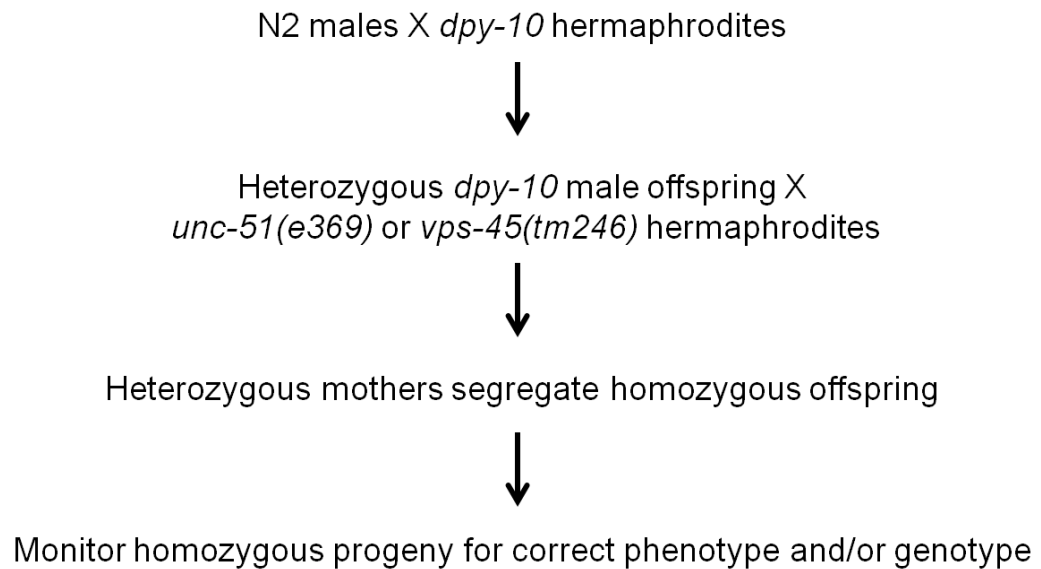 N2 males X dpy-10 hermaphrodites
Heterozygous dpy-10 male offspring X
unc-51(e369) or vps-45(tm246) hermaphrodites
Heterozygous mothers segregate homozygous offspring
Monitor homozygous progeny for correct phenotype and/or genotype